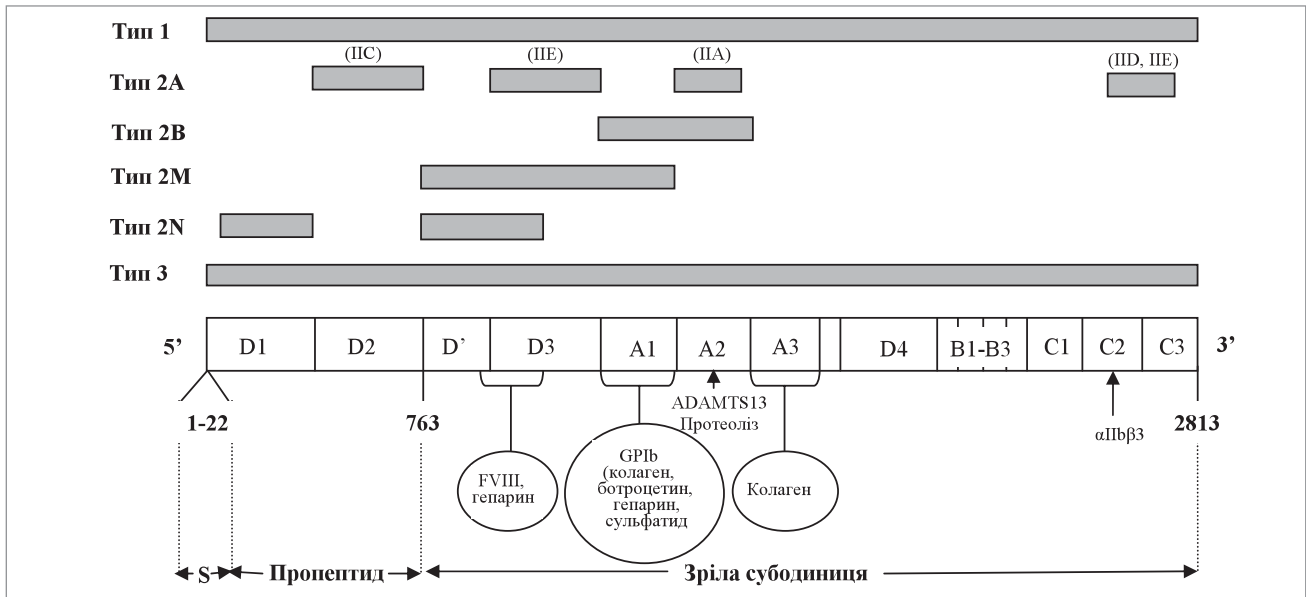 Тип 1
(IIC) (IIE) (IIA) (IID, IIE)
Тип 2A
Тип 2B
Тип 2M
Тип 2N
Тип 3
5’ D1 D2 D’ D3 A1 A2 A3 D4 B1-B3 C1 C2 C3 3’
1-22 763 ADAMTS13 2813
Протеоліз αIIbβ3
FVIII,
гепарин
GPIb
(колаген,
ботроцетин,
гепарин,
сульфатид
Колаген
S Пропептид Зріла субодиниця